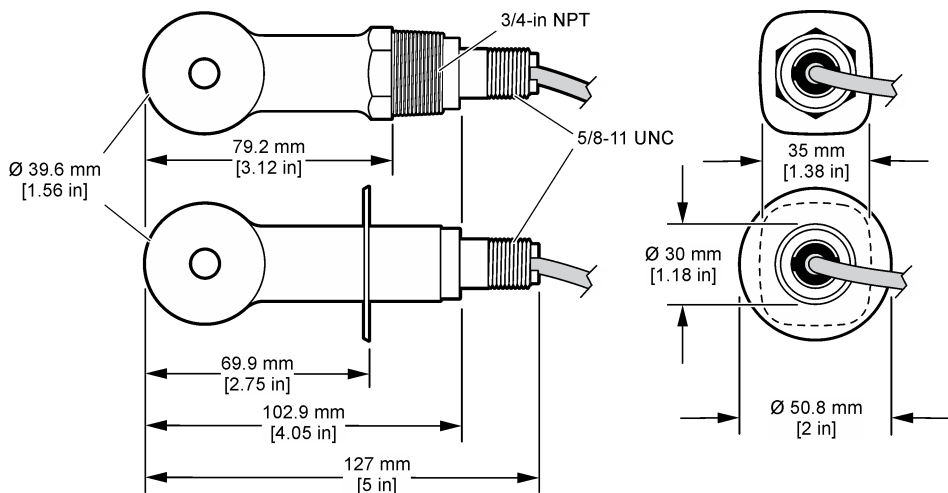 3/4-in NPT
79.2 mm
[3.12 in]
5/8-11 UNC
Ø 39.6 mm
[1.56 in]
35 mm
[1.38 in]
Ø 30 mm
[1.18 in]
69.9 mm
[2.75 in]
102.9 mm
[4.05 in]
Ø 50.8 mm
[2 in]
127 mm
[5 in]